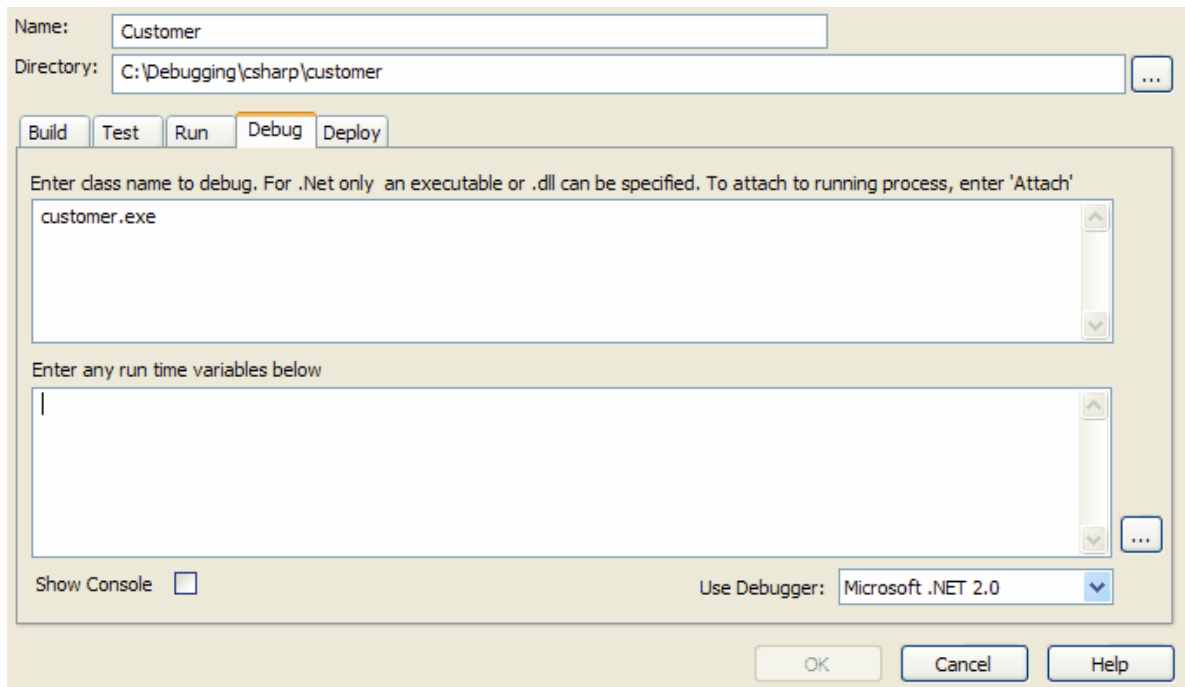 Name: Customer
Directory: C:\Debugging\csharp\customer ...
Build Test Run Debug Deploy
Enter class name to debug. For .Net only an executable or .dll can be specified. To attach to running process, enter 'Attach'
customer.exe
Enter any run time variables below
...
Show Console Use Debugger: Microsoft .NET 2.0
OK Cancel Help